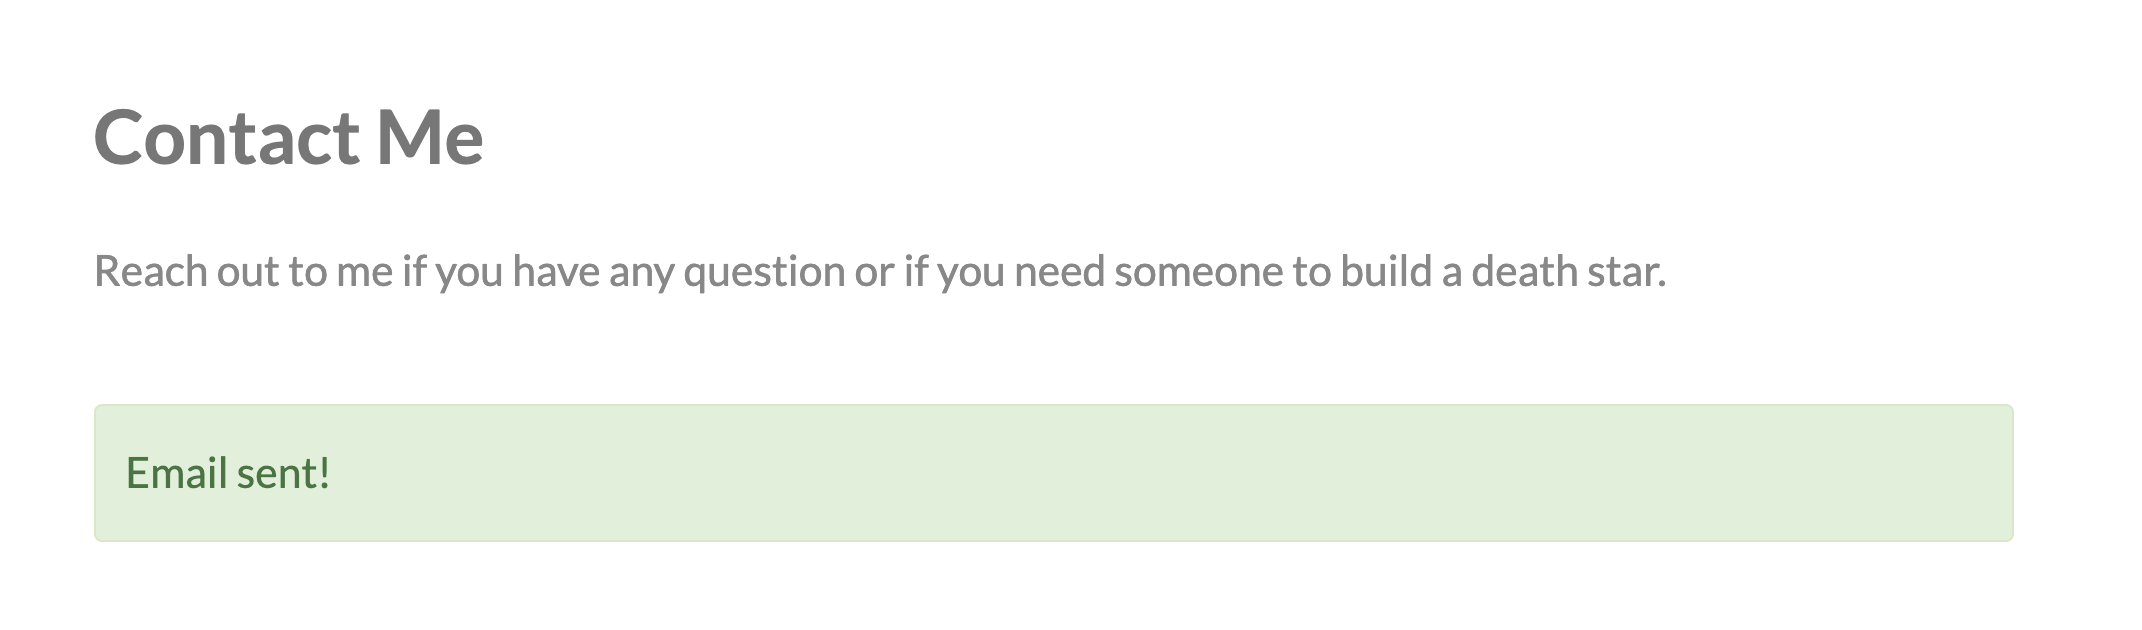 Contact Me
Reach out to me if you have any question or if you need someone to build a death star.
Email sent!